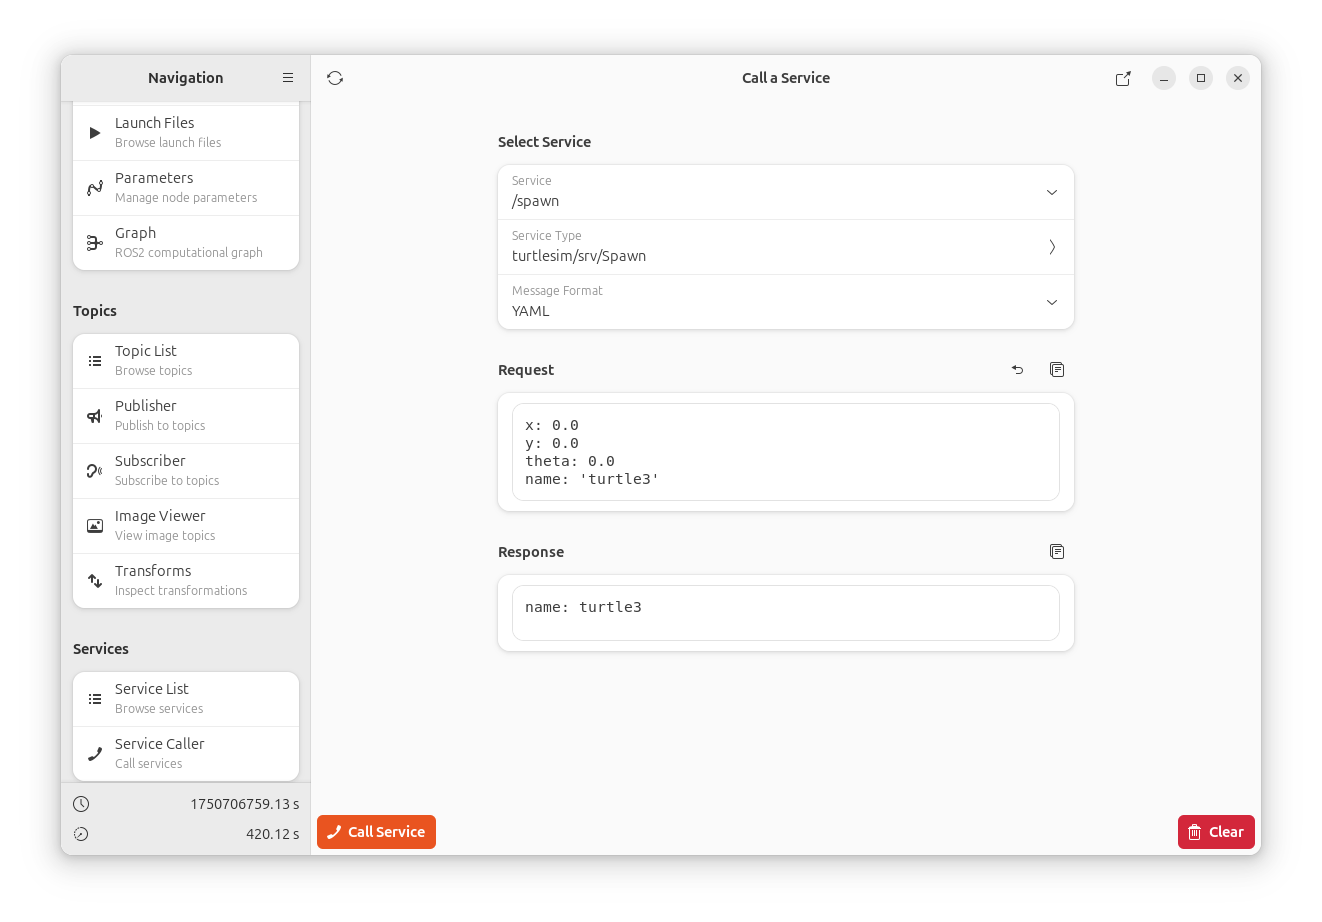 Navigation
Launch Files
Browse launch files
Parameters
Manage node parameters
Graph
ROS2 computational graph
Topics
Topic List
Browse topics
Publisher
Publish to topics
Subscriber
Subscribe to topics
Image Viewer
View image topics
Transforms
Inspect transformations
Services
Service List
Browse services
Service Caller
Call services
1750706759.13 s
420.12 s
Call a Service
Select Service
Service
/spawn
Service Type
turtlesim/srv/Spawn
Message Format
YAML
Request
x: 0.0
y: 0.0
theta: 0.0
name: 'turtle3'
Response
name: turtle3
Call Service
Clear